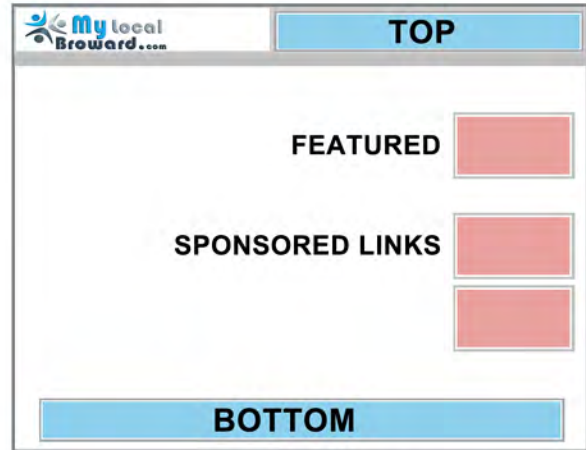 My Local
Broward.com
TOP
FEATURED
SPONSORED LINKS
BOTTOM